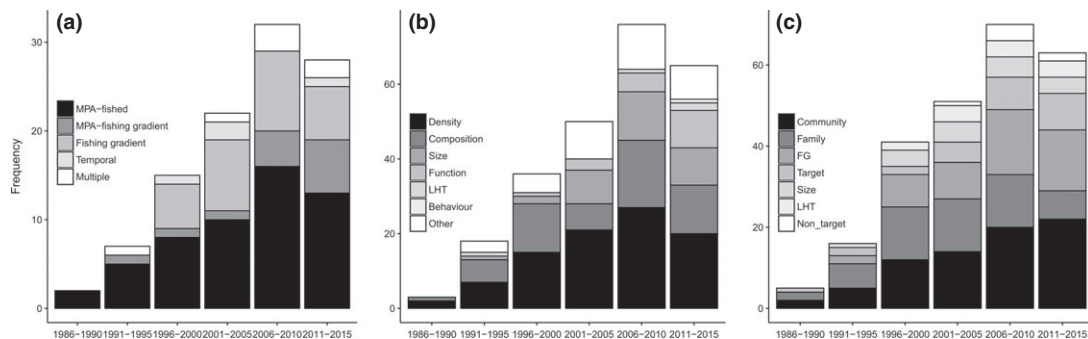 (a)
Frequency
30
20
10
0
MPA−fished
MPA−fishing gradient
Fishing gradient
Temporal
Multiple
1986−1990 1991−1995 1996−2000 2001−2005 2006−2010 2011−2015
(b)
60
40
20
0
Density
Composition
Size
Function
LHT
Behaviour
Other
1986−1990 1991−1995 1996−2000 2001−2005 2006−2010 2011−2015
(c)
60
40
20
0
Community
Family
FG
Target
Size
LHT
Non_target
1986−1990 1991−1995 1996−2000 2001−2005 2006−2010 2011−2015